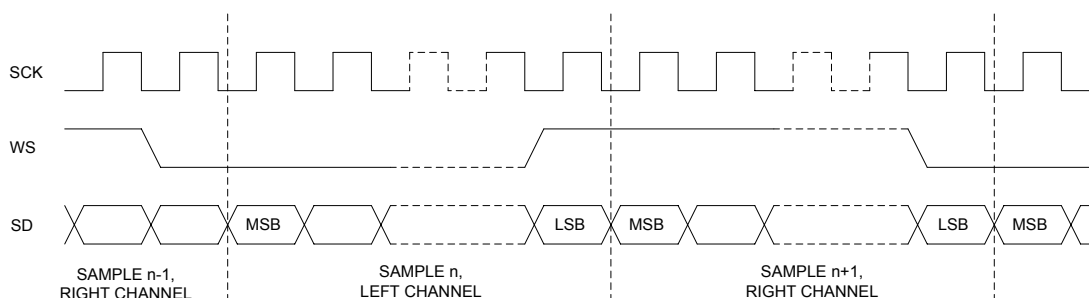 SCK
WS
SD
MSB
LSB
MSB
LSB
MSB
SAMPLE n-1,
RIGHT CHANNEL
SAMPLE n,
LEFT CHANNEL
SAMPLE n+1,
RIGHT CHANNEL